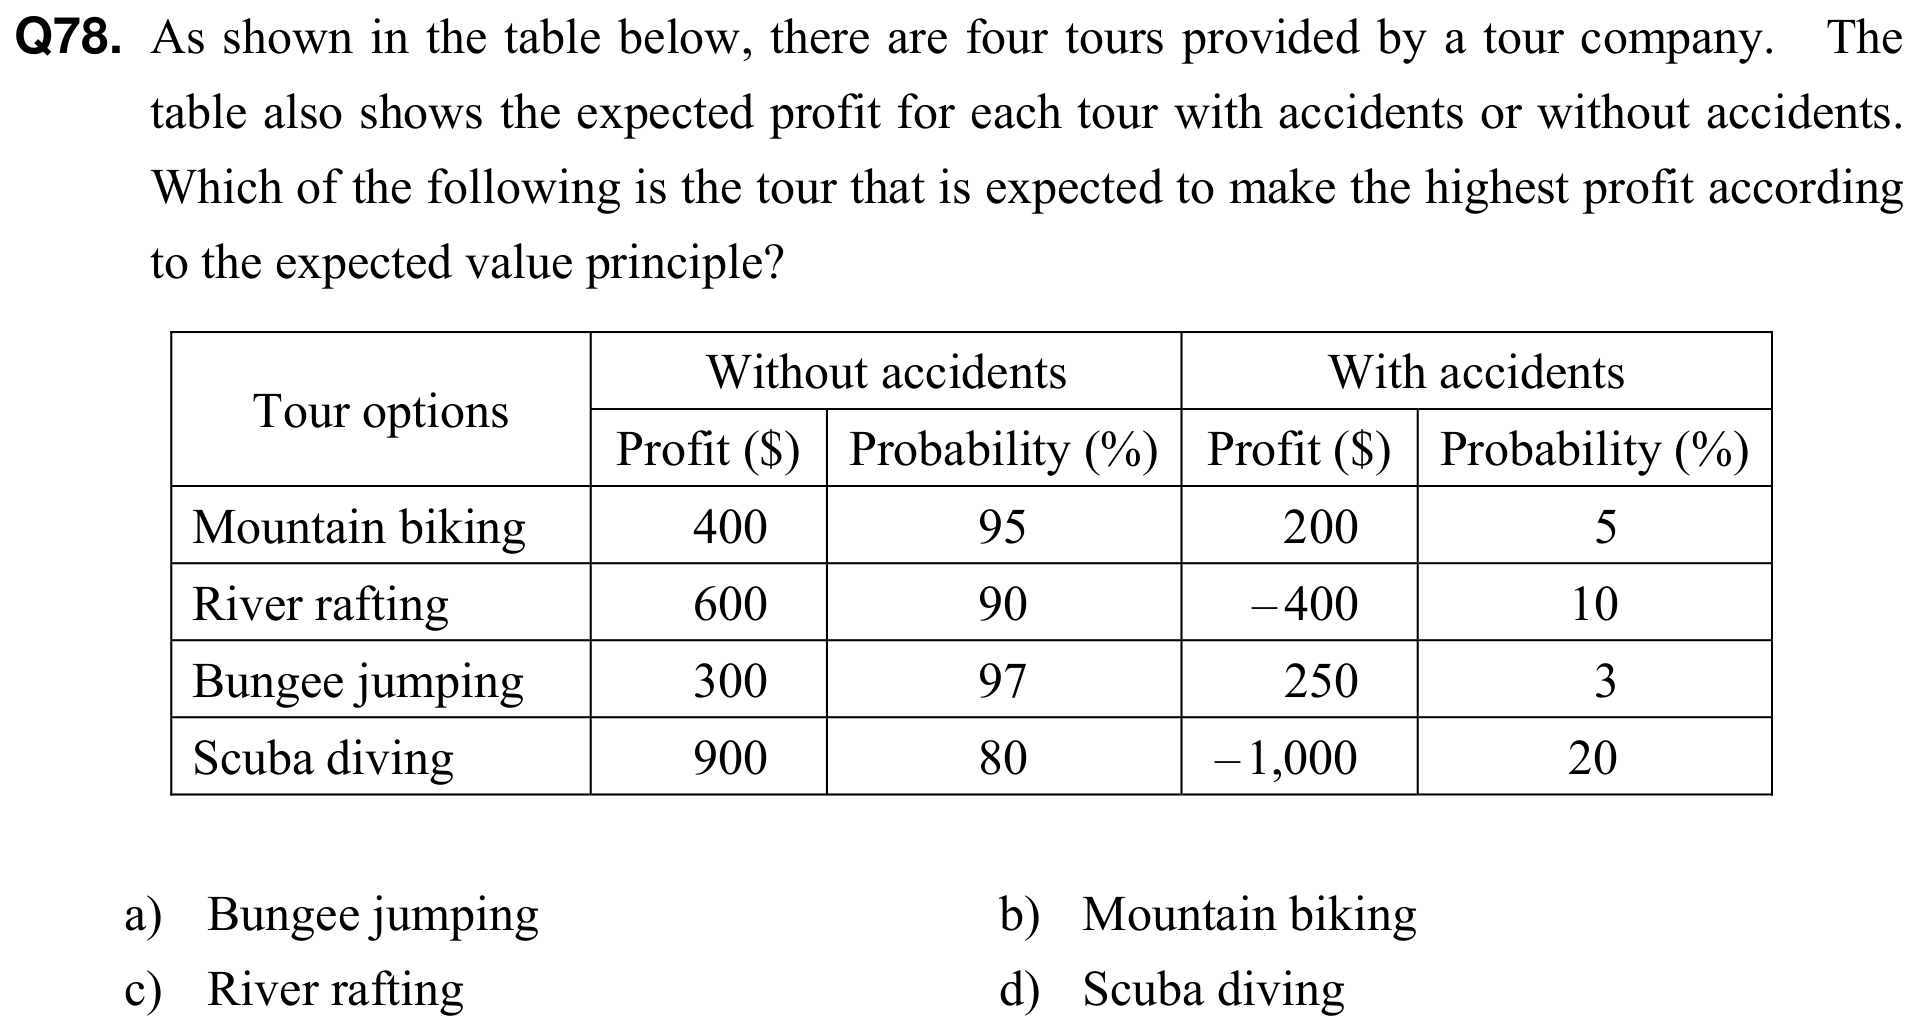 Q78. As shown in the table below, there are four tours provided by a tour company. The
table also shows the expected profit for each tour with accidents or without accidents.
Which of the following is the tour that is expected to make the highest profit according
to the expected value principle?
Tour options Without accidents With accidents
Profit ($) Probability (%) Profit ($) Probability (%)
Mountain biking 400 95 200 5
River rafting 600 90 –400 10
Bungee jumping 300 97 250 3
Scuba diving 900 80 –1,000 20
a) Bungee jumping b) Mountain biking
c) River rafting d) Scuba diving